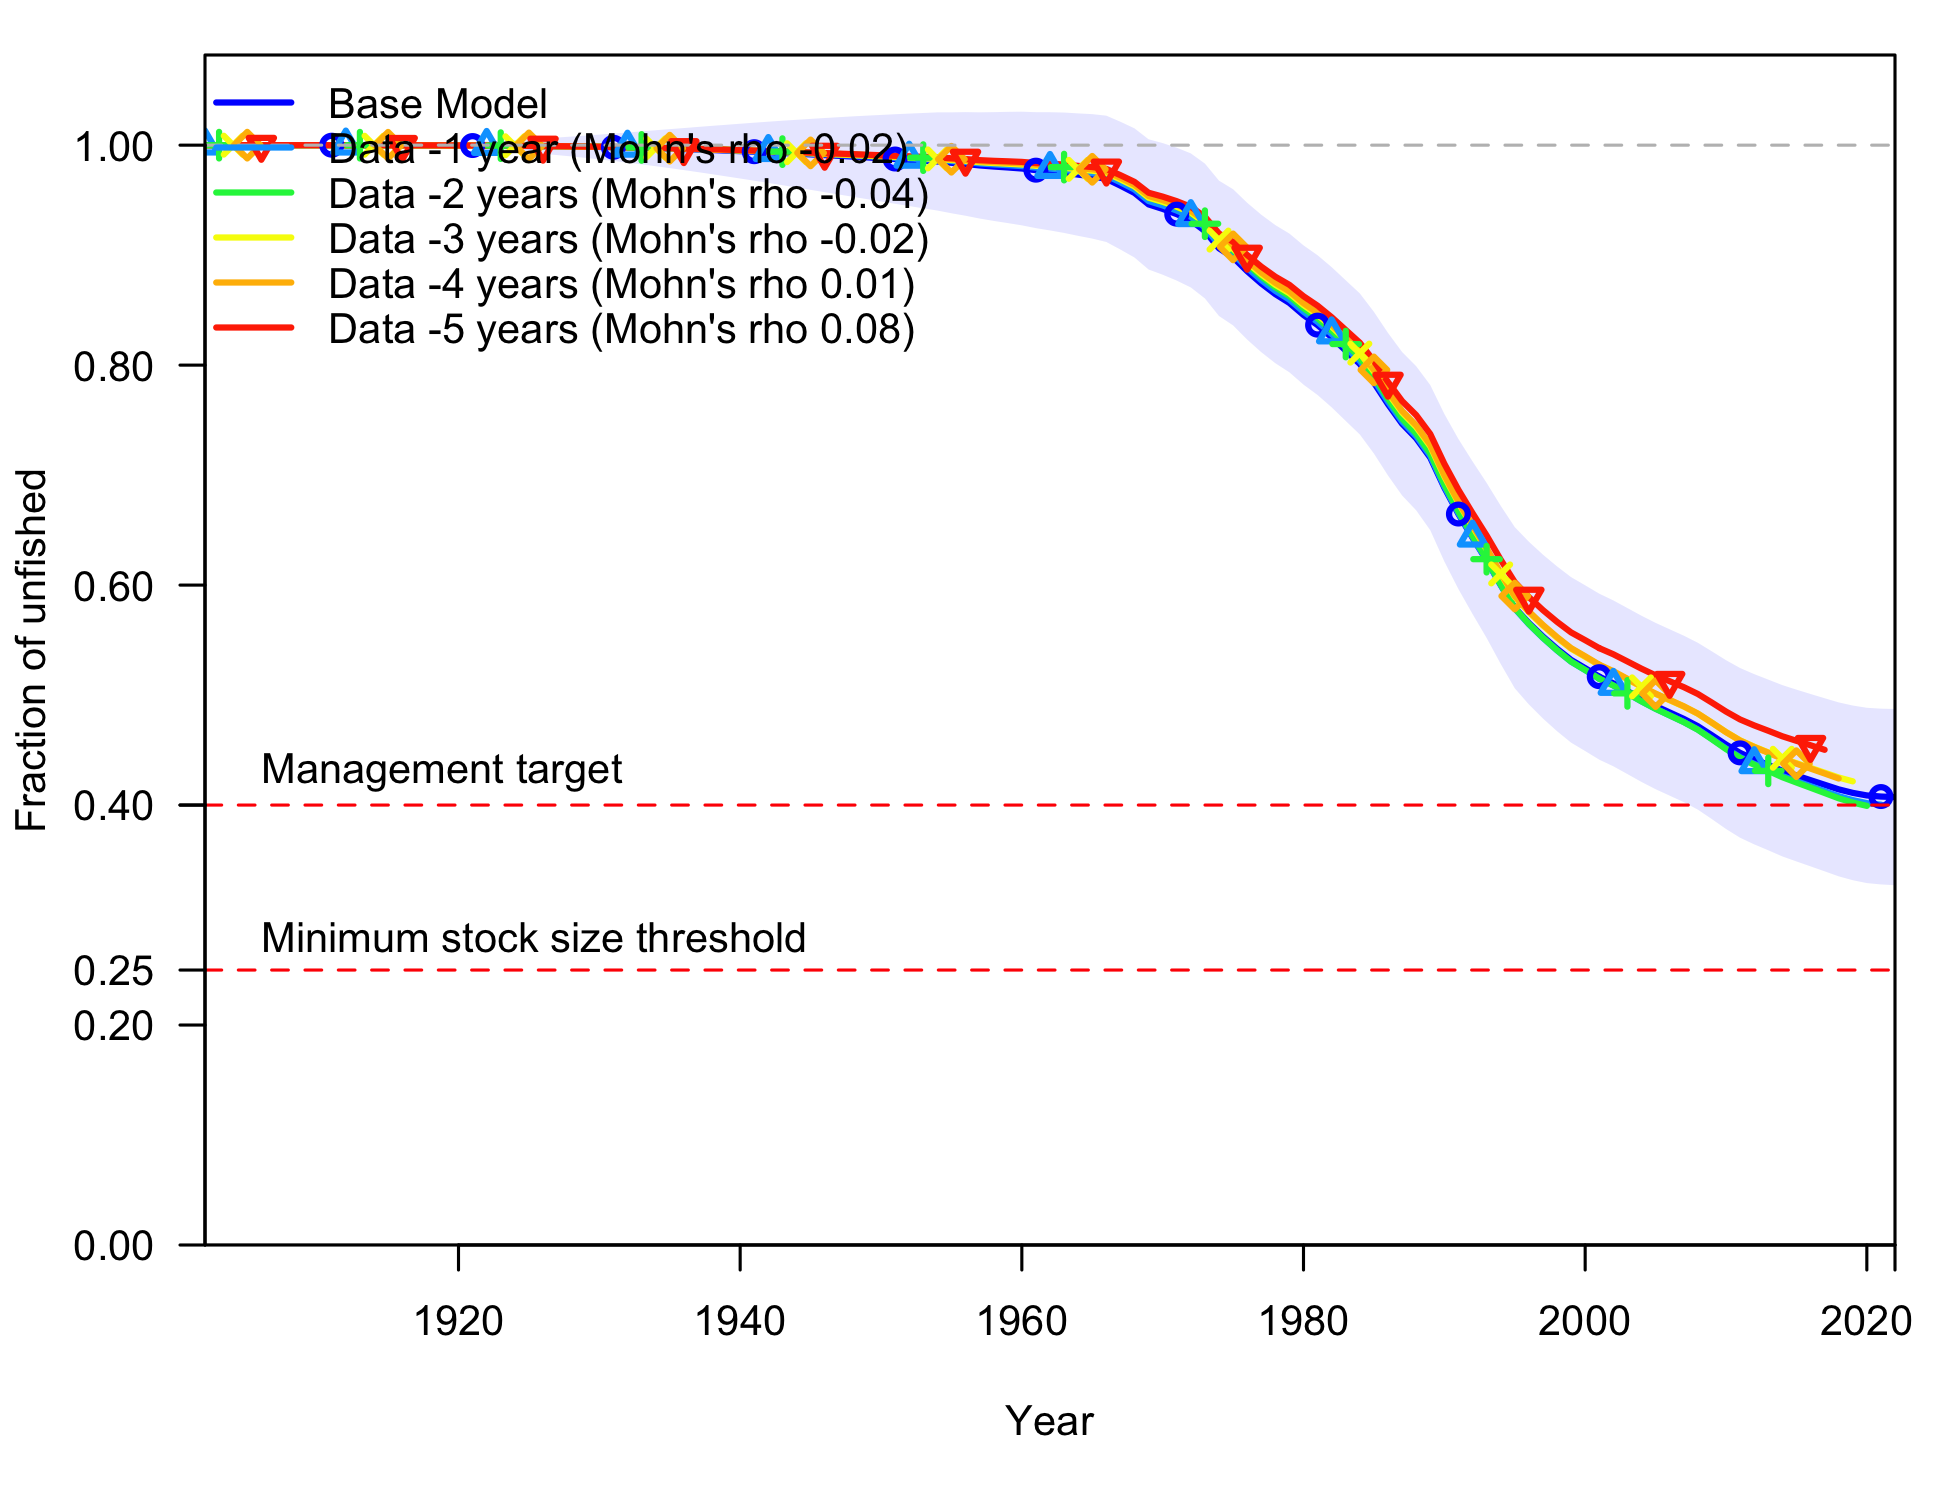 Base Model
Data -1 year (Mohn's rho -0.02)
Data -2 years (Mohn's rho -0.04)
Data -3 years (Mohn's rho -0.02)
Data -4 years (Mohn's rho 0.01)
Data -5 years (Mohn's rho 0.08)
1.00
0.80
0.60
0.40
0.25
0.20
0.00
Fraction of unfished
Management target
Minimum stock size threshold
1920 1940 1960 1980 2000 2020
Year